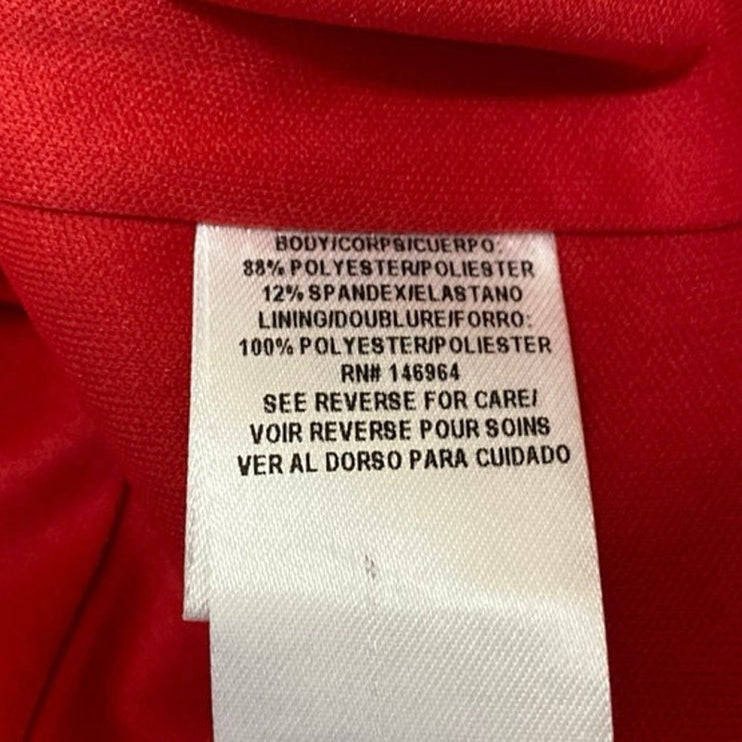 BODY/CORPS/CUERPO:
88% POLYESTER/POLIESTER
12% SPANDEX/ELASTANO
LINING/DOUBLURE/FORRO:
100% POLYESTER/POLIESTER
RN# 146964
SEE REVERSE FOR CARE/
VOIR REVERSE POUR SOINS
VER AL DORSO PARA CUIDADO